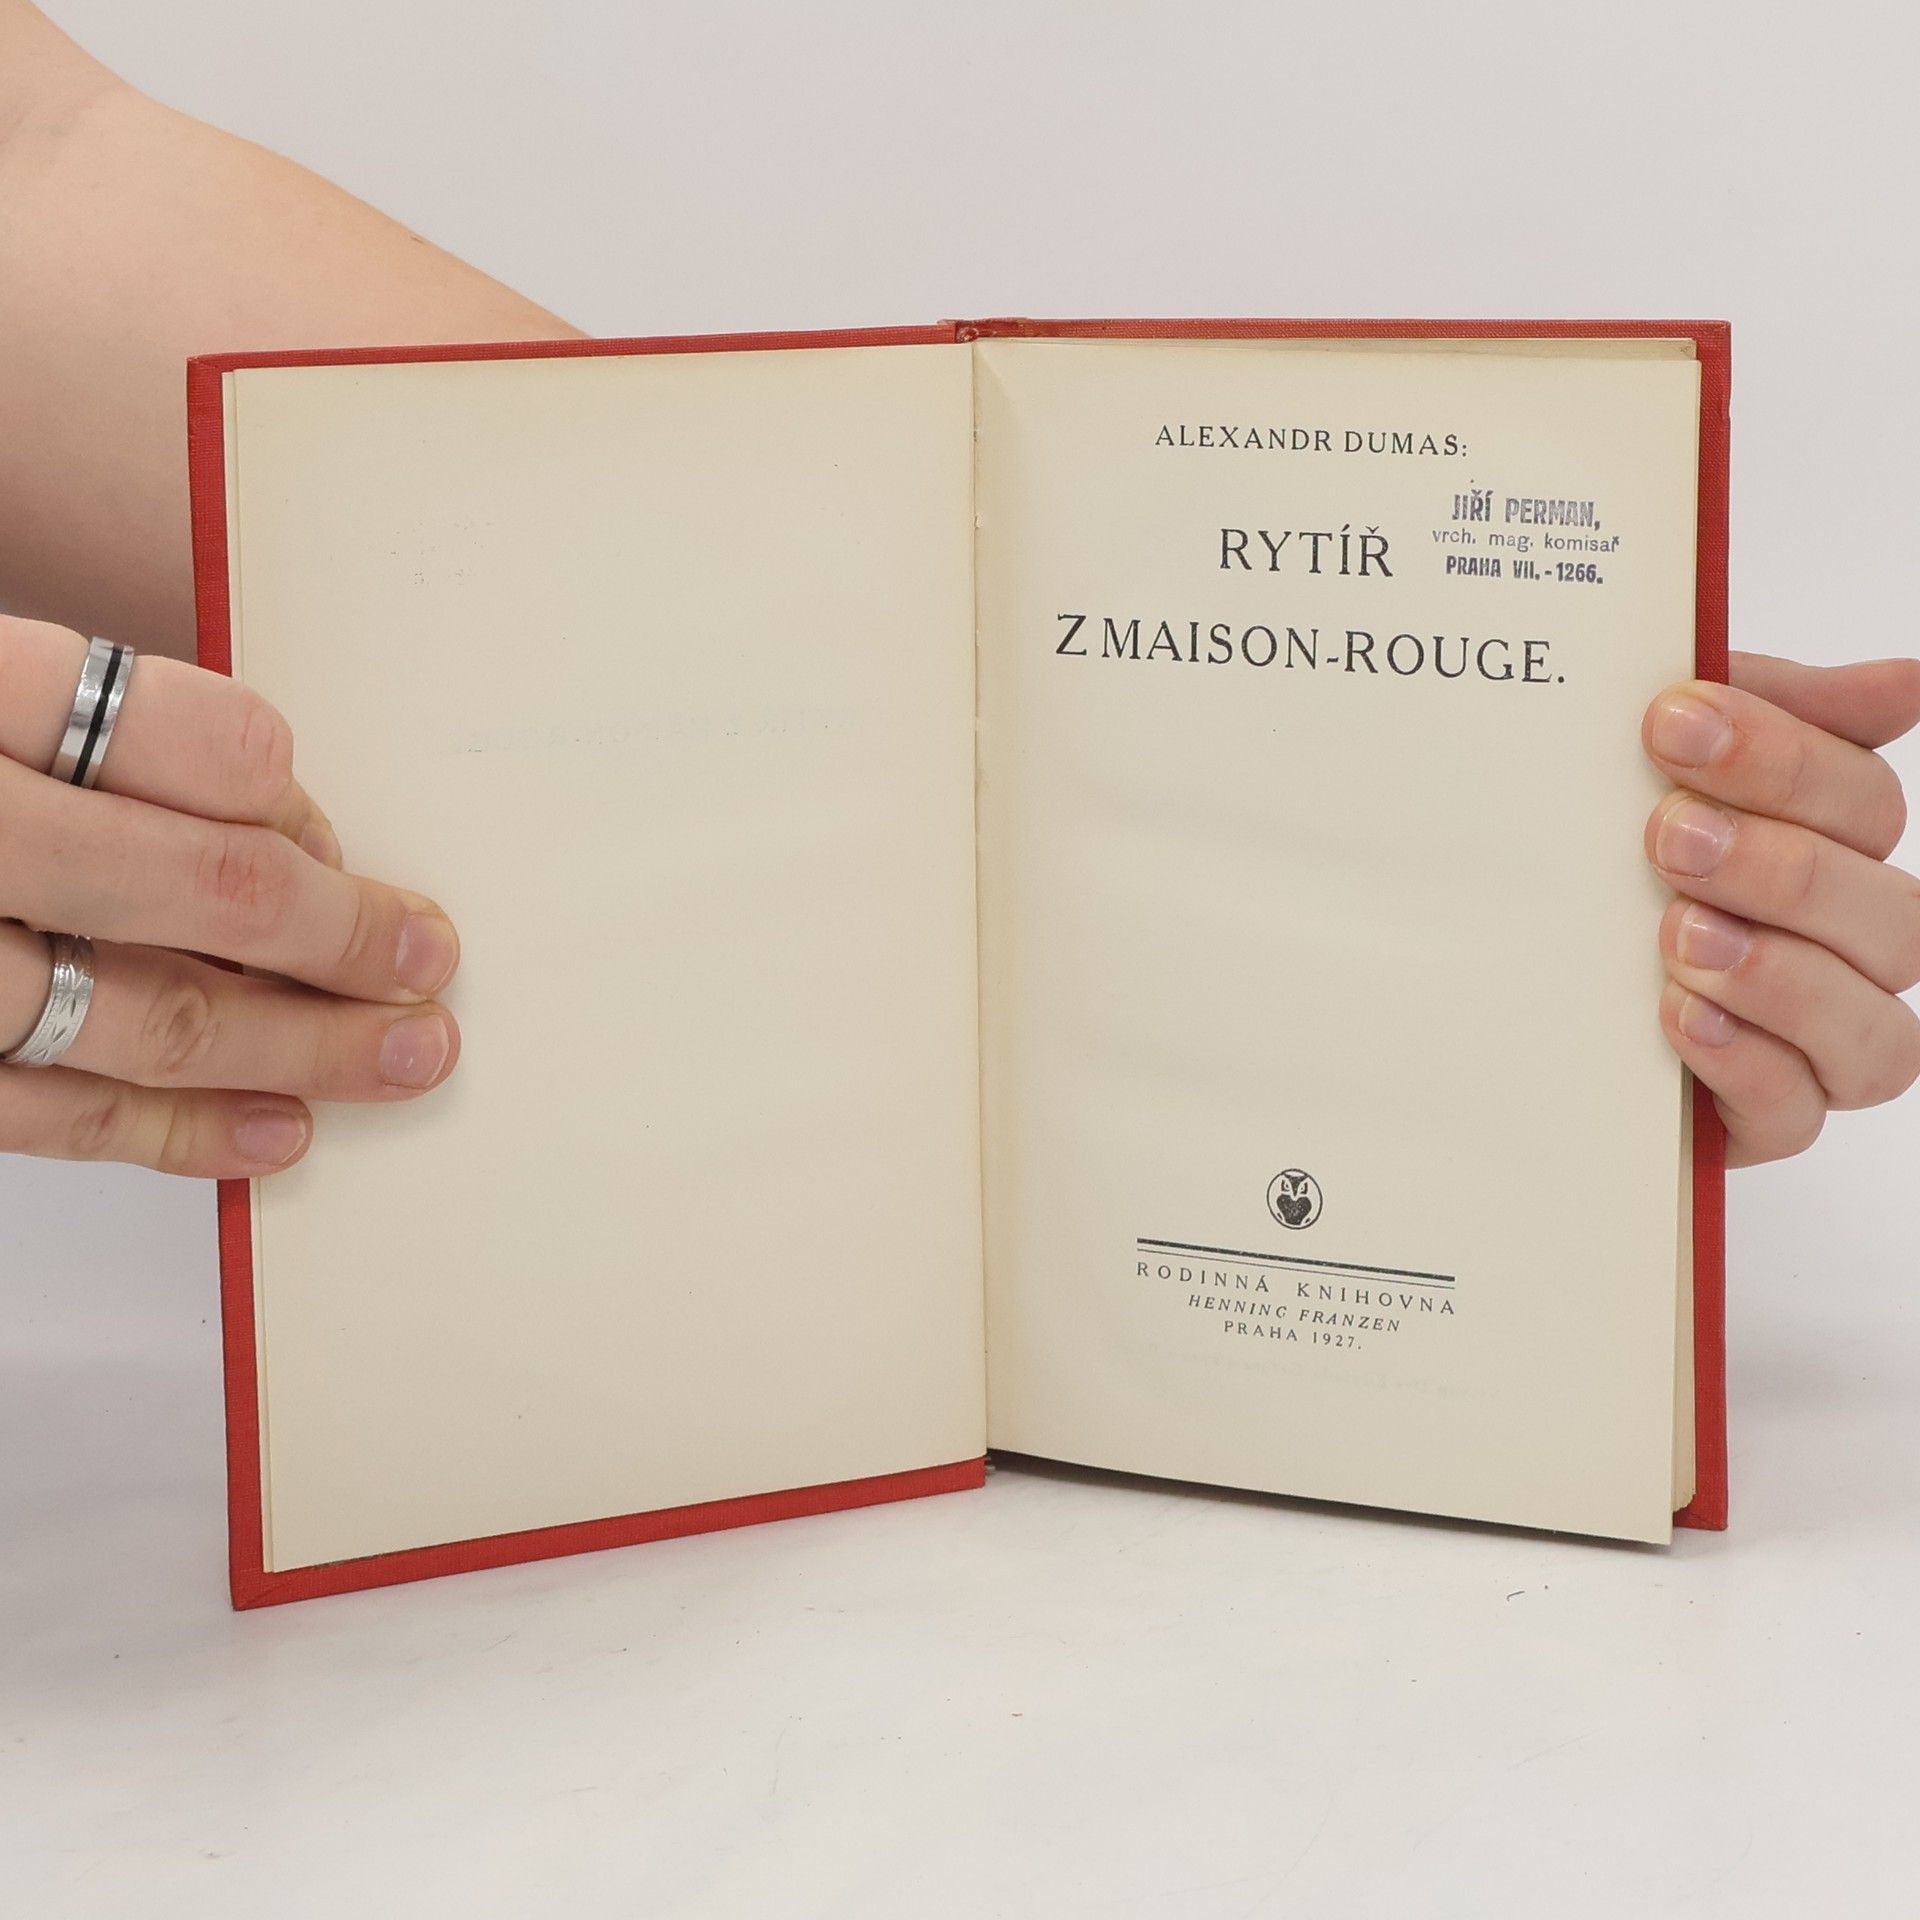 ALEXANDR DUMAS:
JIŘÍ PERMAN,
vrch. mag. komisař
PRAHA VII. - 1266.
RYTÍŘ
Z MAISON-ROUGE.
RODINNÁ KNIHOVNA
HENNING FRANZEN
PRAHA 1927.